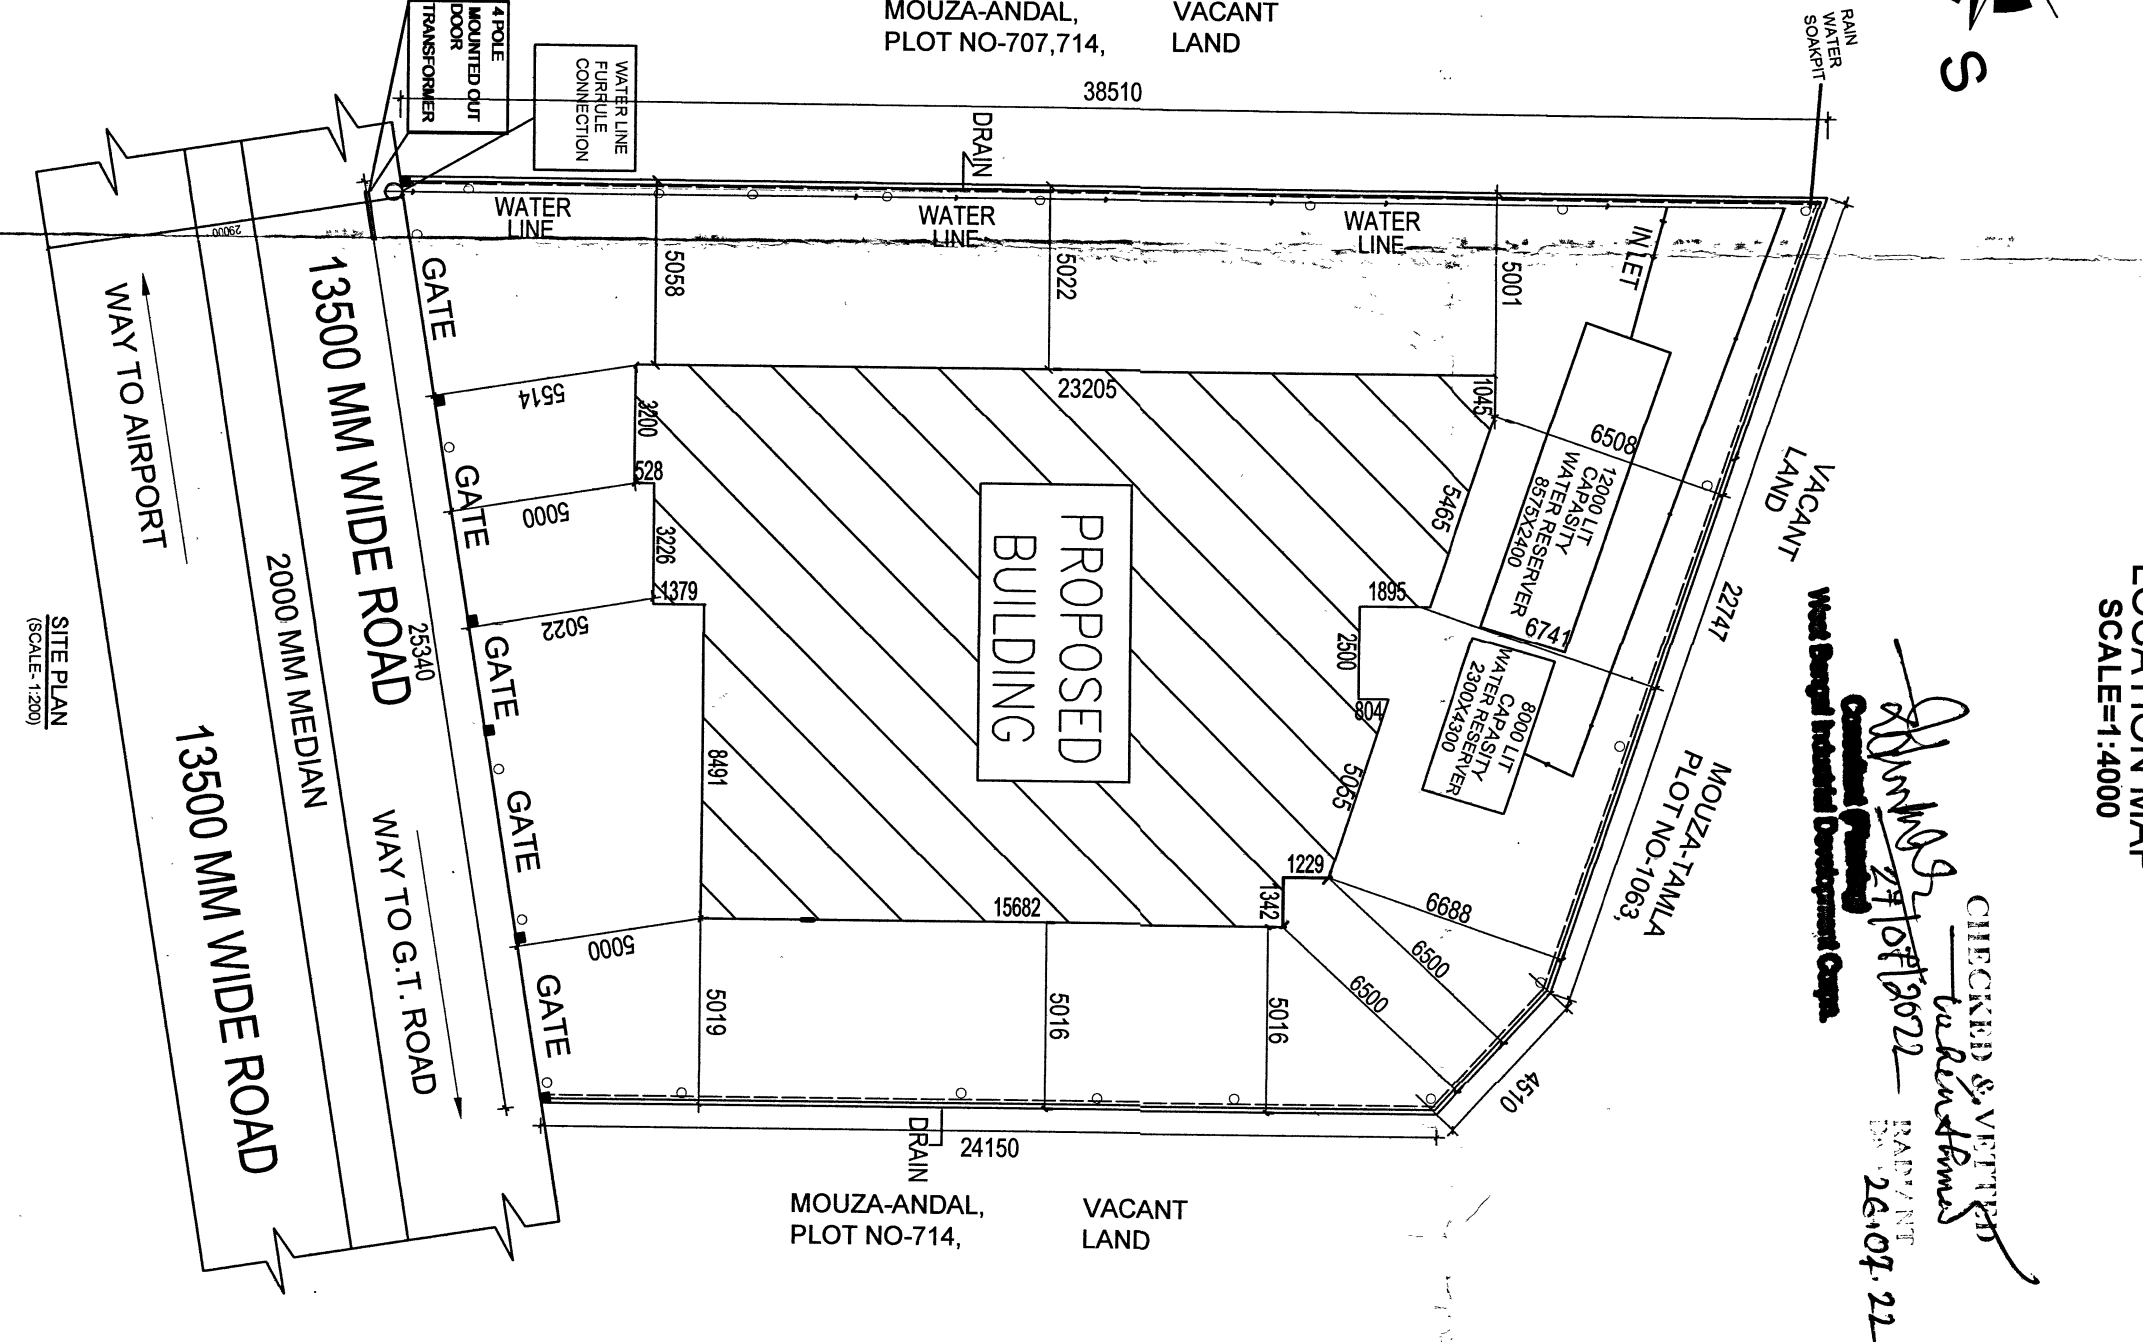 MOUZA-ANDAL,
PLOT NO-707,714,
VACANT
LAND
RAIN
WATER
SOAKPIT
S
4 POLE
MOUNTED OUT
DOOR
TRANSFORMER
WATER LINE
FURRULE
CONNECTION
38510
DRAIN
WATER
LINE
WATER
LINE
WATER
LINE
INLET
29000
5058
5022
5001
GATE
5514
3200
528
GATE
5000
3226
1379
5022
GATE
8491
GATE
5000
GATE
23205
1045
6508
5465
12000 LIT
CAPASITY
WATER RESERVER
8575X2400
1895
2500
6741
804
8000 LIT
CAPASITY
WATER RESERVER
2300X4300
5055
1229
1342
15682
6688
6500
6500
5019
5016
5016
PROPOSED
BUILDING
VACANT
LAND
22747
MOUZA-TAMLA
PLOT NO-1063,
4510
24150
DRAIN
MOUZA-ANDAL,
PLOT NO-714,
VACANT
LAND
WAY TO AIRPORT
13500 MM WIDE ROAD
25340
2000 MM MEDIAN
WAY TO G.T. ROAD
13500 MM WIDE ROAD
SITE PLAN
(SCALE- 1:200)
LOCATION MAP
SCALE=1:4000
27/07/2022
Consultant (Planning)
West Bengal Industrial Development Corpn.
CHECKED & VETTED
26.07.22